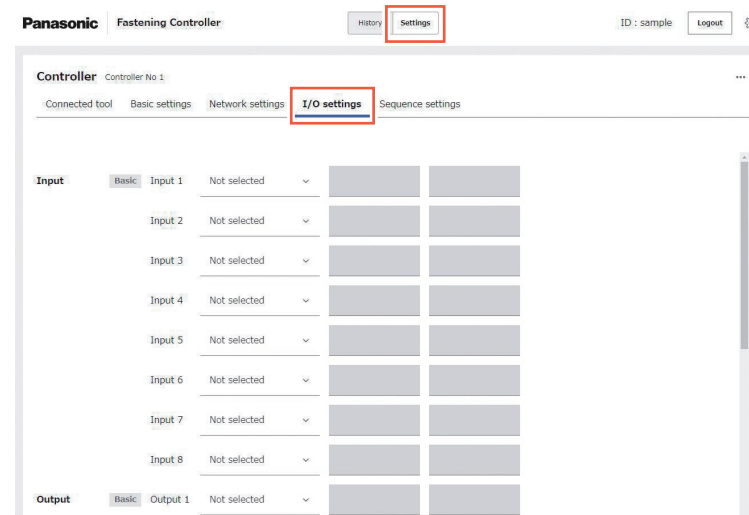 Panasonic Fastening Controller History Settings ID : sample Logout
Controller Controller No 1 ...
Connected tool Basic settings Network settings I/O settings Sequence settings
Input Basic Input 1 Not selected
Input 2 Not selected
Input 3 Not selected
Input 4 Not selected
Input 5 Not selected
Input 6 Not selected
Input 7 Not selected
Input 8 Not selected
Output Basic Output 1 Not selected